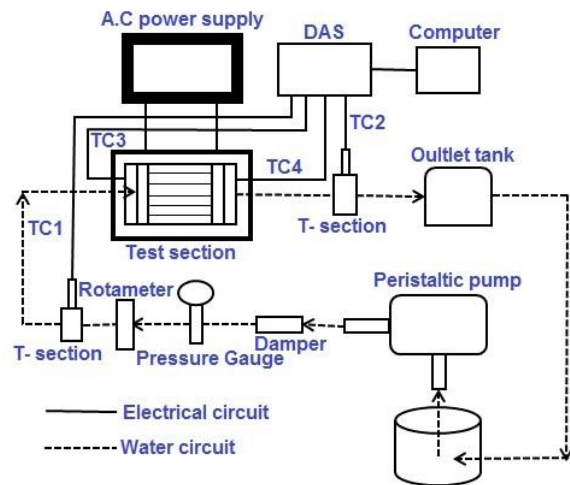 A.C power supply
DAS
Computer
TC3
TC2
TC4
Oultlet tank
TC1
Test section
T- section
Rotameter
Peristaltic pump
T- section
Pressure Gauge
Damper
Electrical circuit
Water circuit